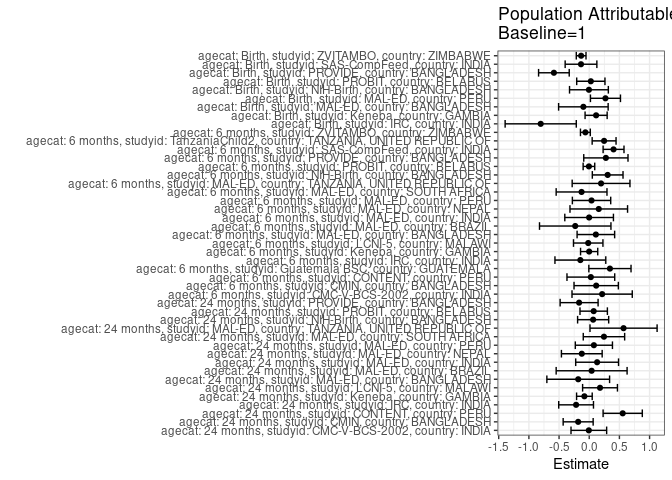 Population Attributable
Baseline=1
agecat: Birth, studyid: ZVITAMBO, country: ZIMBABWE
agecat: Birth, studyid: SAS-CompFeed, country: INDIA
agecat: Birth, studyid: PROVIDE, country: BANGLADESH
agecat: Birth, studyid: PROBIT, country: BELARUS
agecat: Birth, studyid: NIH-Birth, country: BANGLADESH
agecat: Birth, studyid: MAL-ED, country: PERU
agecat: Birth, studyid: MAL-ED, country: BANGLADESH
agecat: Birth, studyid: Keneba, country: GAMBIA
agecat: Birth, studyid: IRC, country: INDIA
agecat: 6 months, studyid: ZVITAMBO, country: ZIMBABWE
agecat: 6 months, studyid: TanzaniaChild2, country: TANZANIA, UNITED REPUBLIC OF
agecat: 6 months, studyid: SAS-CompFeed, country: INDIA
agecat: 6 months, studyid: PROVIDE, country: BANGLADESH
agecat: 6 months, studyid: PROBIT, country: BELARUS
agecat: 6 months, studyid: NIH-Birth, country: BANGLADESH
agecat: 6 months, studyid: MAL-ED, country: TANZANIA, UNITED REPUBLIC OF
agecat: 6 months, studyid: MAL-ED, country: SOUTH AFRICA
agecat: 6 months, studyid: MAL-ED, country: PERU
agecat: 6 months, studyid: MAL-ED, country: NEPAL
agecat: 6 months, studyid: MAL-ED, country: INDIA
agecat: 6 months, studyid: MAL-ED, country: BRAZIL
agecat: 6 months, studyid: MAL-ED, country: BANGLADESH
agecat: 6 months, studyid: LCNI-5, country: MALAWI
agecat: 6 months, studyid: Keneba, country: GAMBIA
agecat: 6 months, studyid: IRC, country: INDIA
agecat: 6 months, studyid: Guatemala BSC, country: GUATEMALA
agecat: 6 months, studyid: CONTENT, country: PERU
agecat: 6 months, studyid: CMIN, country: BANGLADESH
agecat: 6 months, studyid: CMC-V-BCS-2002, country: INDIA
agecat: 24 months, studyid: PROVIDE, country: BANGLADESH
agecat: 24 months, studyid: PROBIT, country: BELARUS
agecat: 24 months, studyid: NIH-Birth, country: BANGLADESH
agecat: 24 months, studyid: MAL-ED, country: TANZANIA, UNITED REPUBLIC OF
agecat: 24 months, studyid: MAL-ED, country: SOUTH AFRICA
agecat: 24 months, studyid: MAL-ED, country: PERU
agecat: 24 months, studyid: MAL-ED, country: NEPAL
agecat: 24 months, studyid: MAL-ED, country: INDIA
agecat: 24 months, studyid: MAL-ED, country: BRAZIL
agecat: 24 months, studyid: MAL-ED, country: BANGLADESH
agecat: 24 months, studyid: LCNI-5, country: MALAWI
agecat: 24 months, studyid: Keneba, country: GAMBIA
agecat: 24 months, studyid: IRC, country: INDIA
agecat: 24 months, studyid: CONTENT, country: PERU
agecat: 24 months, studyid: CMIN, country: BANGLADESH
agecat: 24 months, studyid: CMC-V-BCS-2002, country: INDIA
-1.5 -1.0 -0.5 0.0 0.5 1.0
Estimate